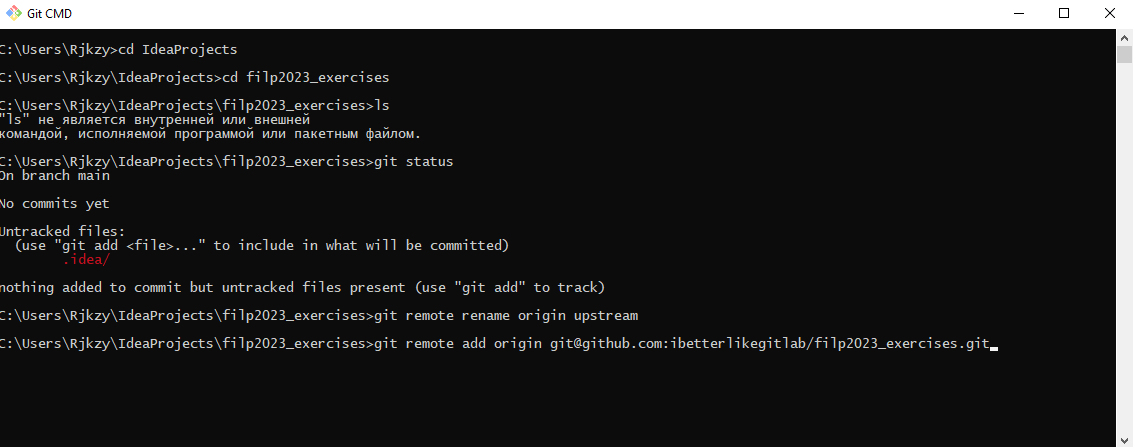 Git CMD
C:\Users\Rjkzy>cd IdeaProjects
C:\Users\Rjkzy\IdeaProjects>cd filp2023_exercises
C:\Users\Rjkzy\IdeaProjects\filp2023_exercises>ls
"ls" не является внутренней или внешней
командой, исполняемой программой или пакетным файлом.
C:\Users\Rjkzy\IdeaProjects\filp2023_exercises>git status
On branch main
No commits yet
Untracked files:
  (use "git add <file>..." to include in what will be committed)
        .idea/
nothing added to commit but untracked files present (use "git add" to track)
C:\Users\Rjkzy\IdeaProjects\filp2023_exercises>git remote rename origin upstream
C:\Users\Rjkzy\IdeaProjects\filp2023_exercises>git remote add origin git@github.com:ibetterlikegitlab/filp2023_exercises.git